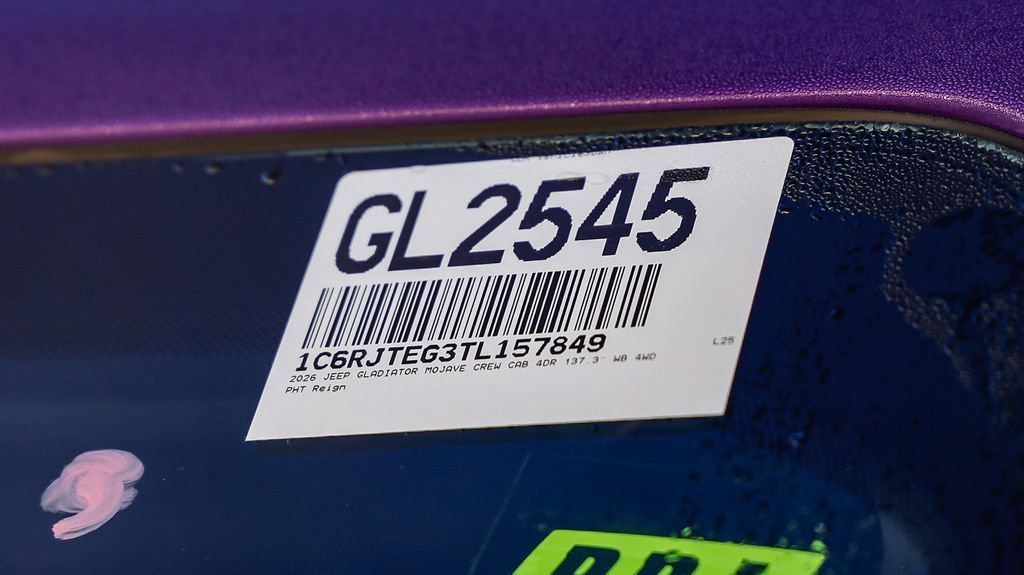 GL2545
1C6RJTEG3TL157849
L25
2026 JEEP GLADIATOR MOJAVE CREW CAB 4DR 137.3" WB 4WD
PHT Reign